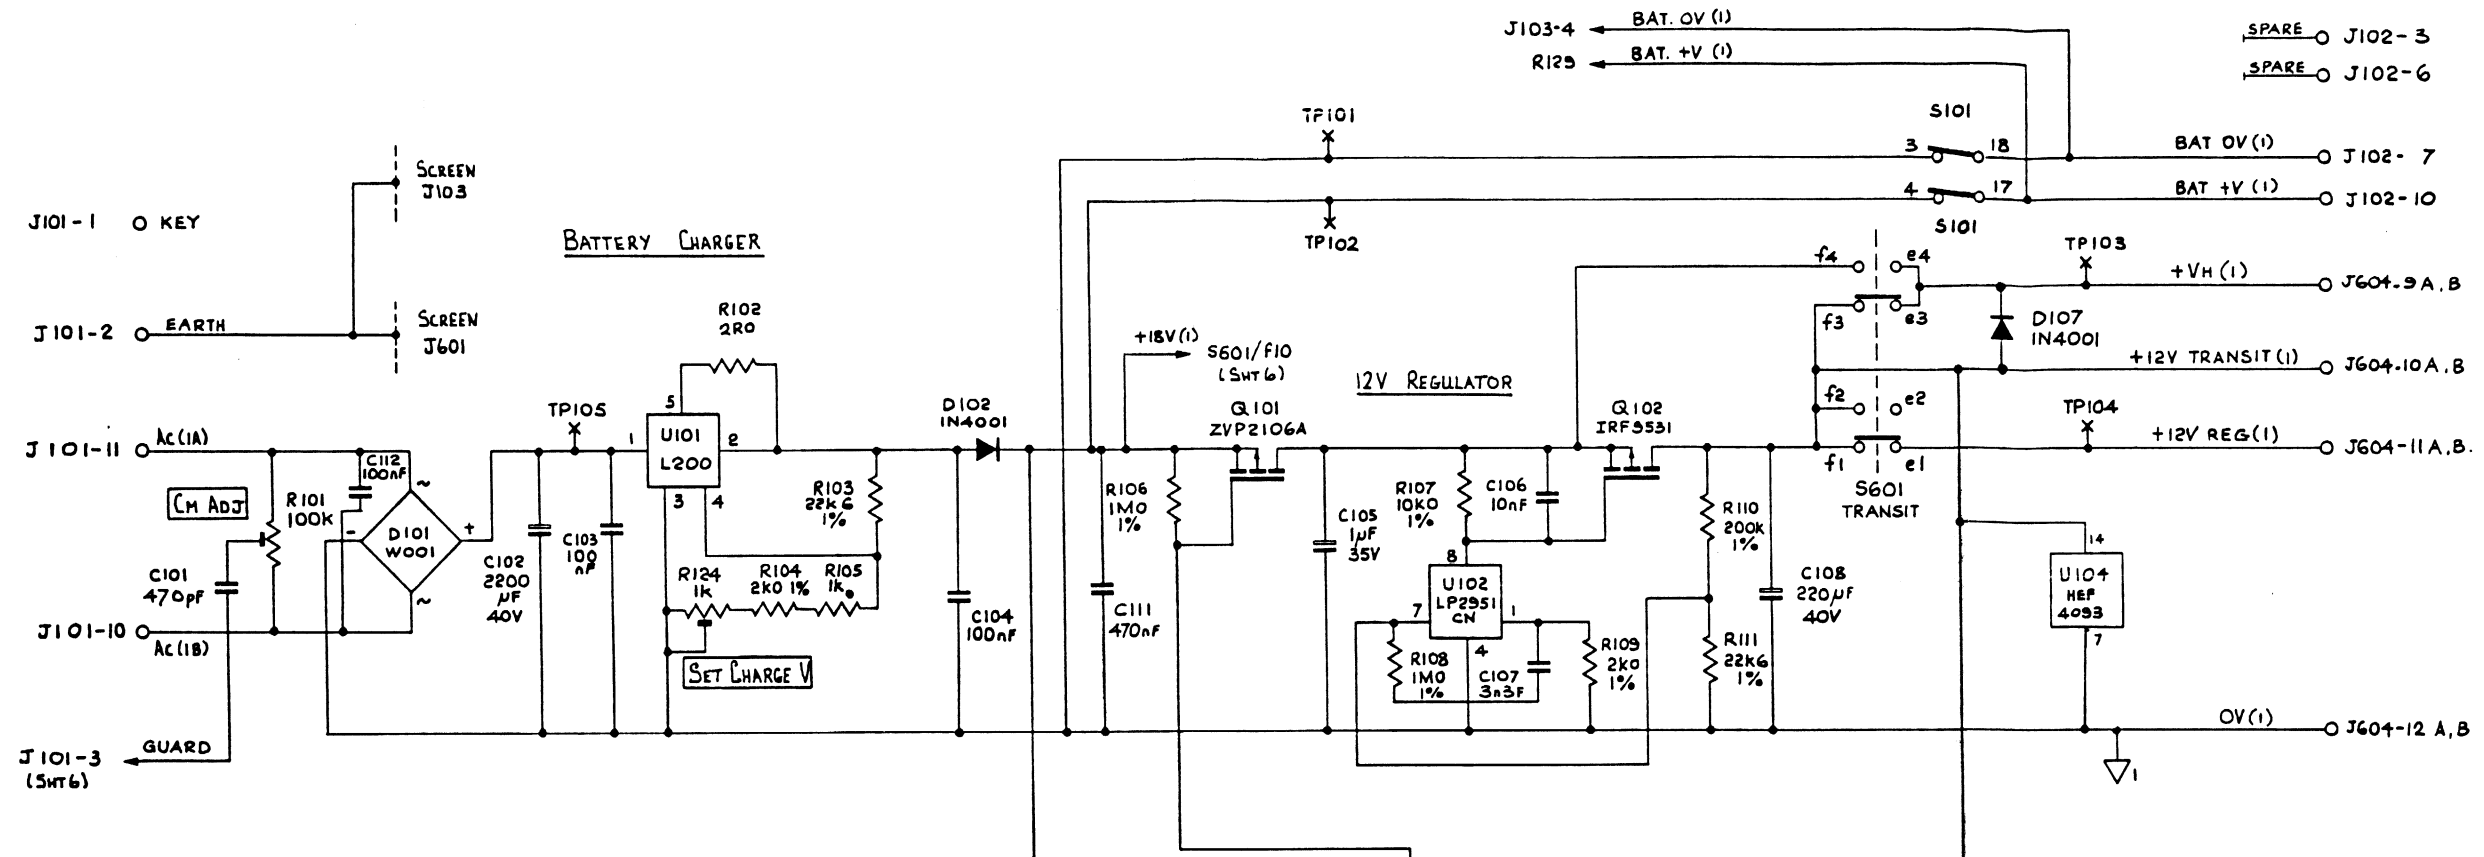 J103-4
BAT. 0V(1)
R129
BAT. +V (1)
SPARE
J102-3
SPARE
J102-6
TP101
S101
3
18
BAT 0V(1)
J102-7
4
17
BAT +V (1)
J102-10
S101
TP102
SCREEN
J103
J101-1
KEY
BATTERY CHARGER
J101-2
EARTH
SCREEN
J601
R102
2R0
+18V(1)
S601/f10
(SHT 6)
12V REGULATOR
f4
e4
TP103
+VH (1)
J604-9 A,B
f3
e3
D107
1N4001
+12V TRANSIT(1)
J604-10A,B
f2
e2
TP104
+12V REG(1)
J604-11A,B.
f1
e1
S601
TRANSIT
J101-11
AC(1A)
C112
100nF
CM ADJ
R101
100K
-
~
+
~
D101
W001
C101
470pF
J101-10
AC(1B)
J101-3
(SHT6)
GUARD
TP105
C102
2200
µF
40V
C103
100
nF
5
1
U101
L200
2
3
4
R103
22K6
1%
R124
1K
R104
2K0 1%
R105
1K
SET CHARGE V
D102
1N4001
C104
100nF
C111
470nF
R106
1M0
1%
Q101
ZVP2106A
C105
1µF
35V
R107
10K0
1%
C106
10nF
Q102
IRF9531
8
U102
LP2951
CN
7
1
4
R108
1M0
1%
C107
3n3F
R109
2K0
1%
R110
200K
1%
R111
22K6
1%
C108
220µF
40V
14
U104
HEF
4093
7
0V(1)
J604-12 A,B
1